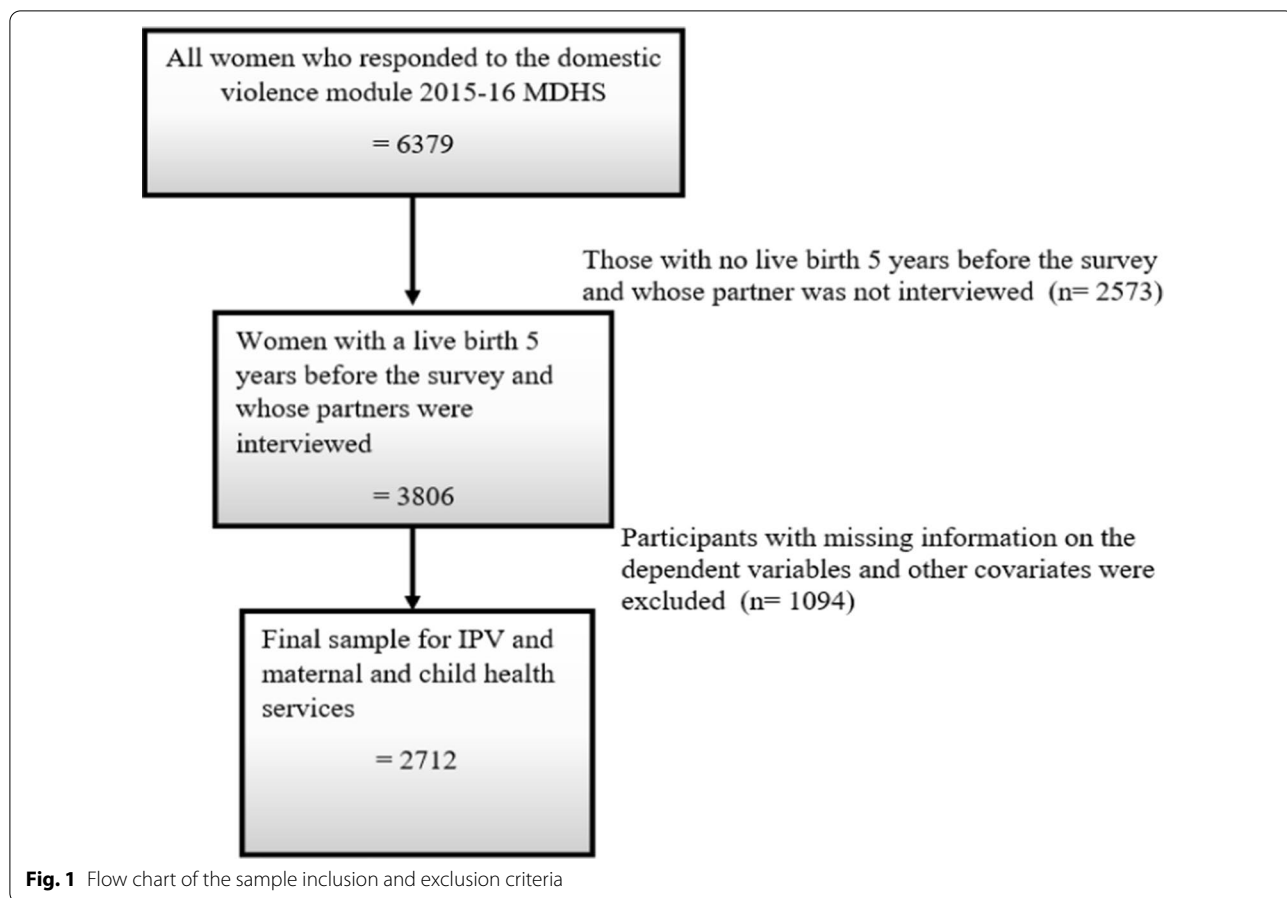 All women who responded to the domestic
violence module 2015-16 MDHS
= 6379
Those with no live birth 5 years before the survey
and whose partner was not interviewed (n= 2573)
Women with a live birth 5
years before the survey and
whose partners were
interviewed
= 3806
Participants with missing information on the
dependent variables and other covariates were
excluded (n= 1094)
Final sample for IPV and
maternal and child health
services
= 2712
Fig. 1 Flow chart of the sample inclusion and exclusion criteria